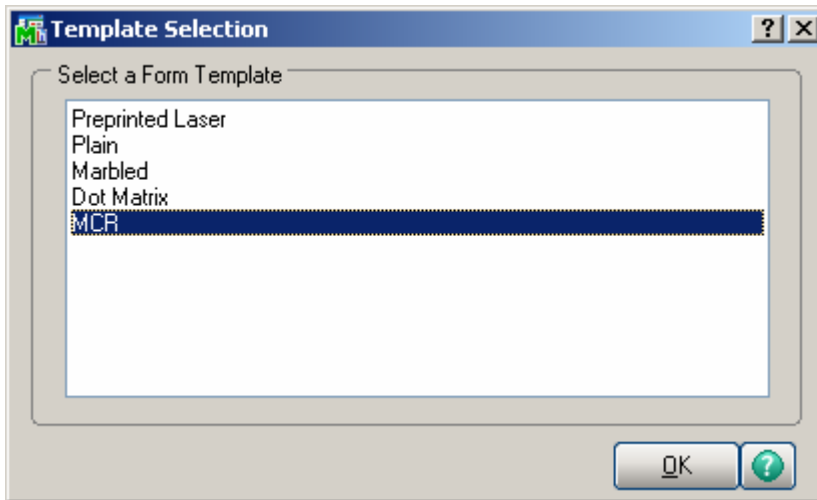 Template Selection
Select a Form Template
Preprinted Laser
Plain
Marbled
Dot Matrix
MCR
OK